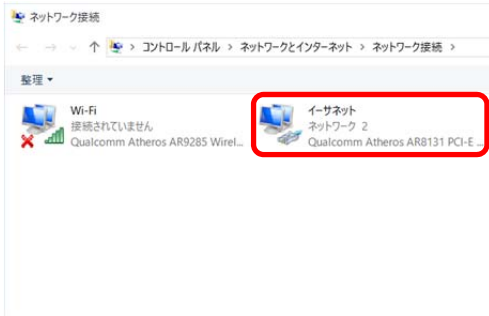 ネットワーク接続
コントロール パネル > ネットワークとインターネット > ネットワーク接続 >
整理
Wi-Fi
接続されていません
Qualcomm Atheros AR9285 Wirel...
イーサネット
ネットワーク 2
Qualcomm Atheros AR8131 PCI-E ...